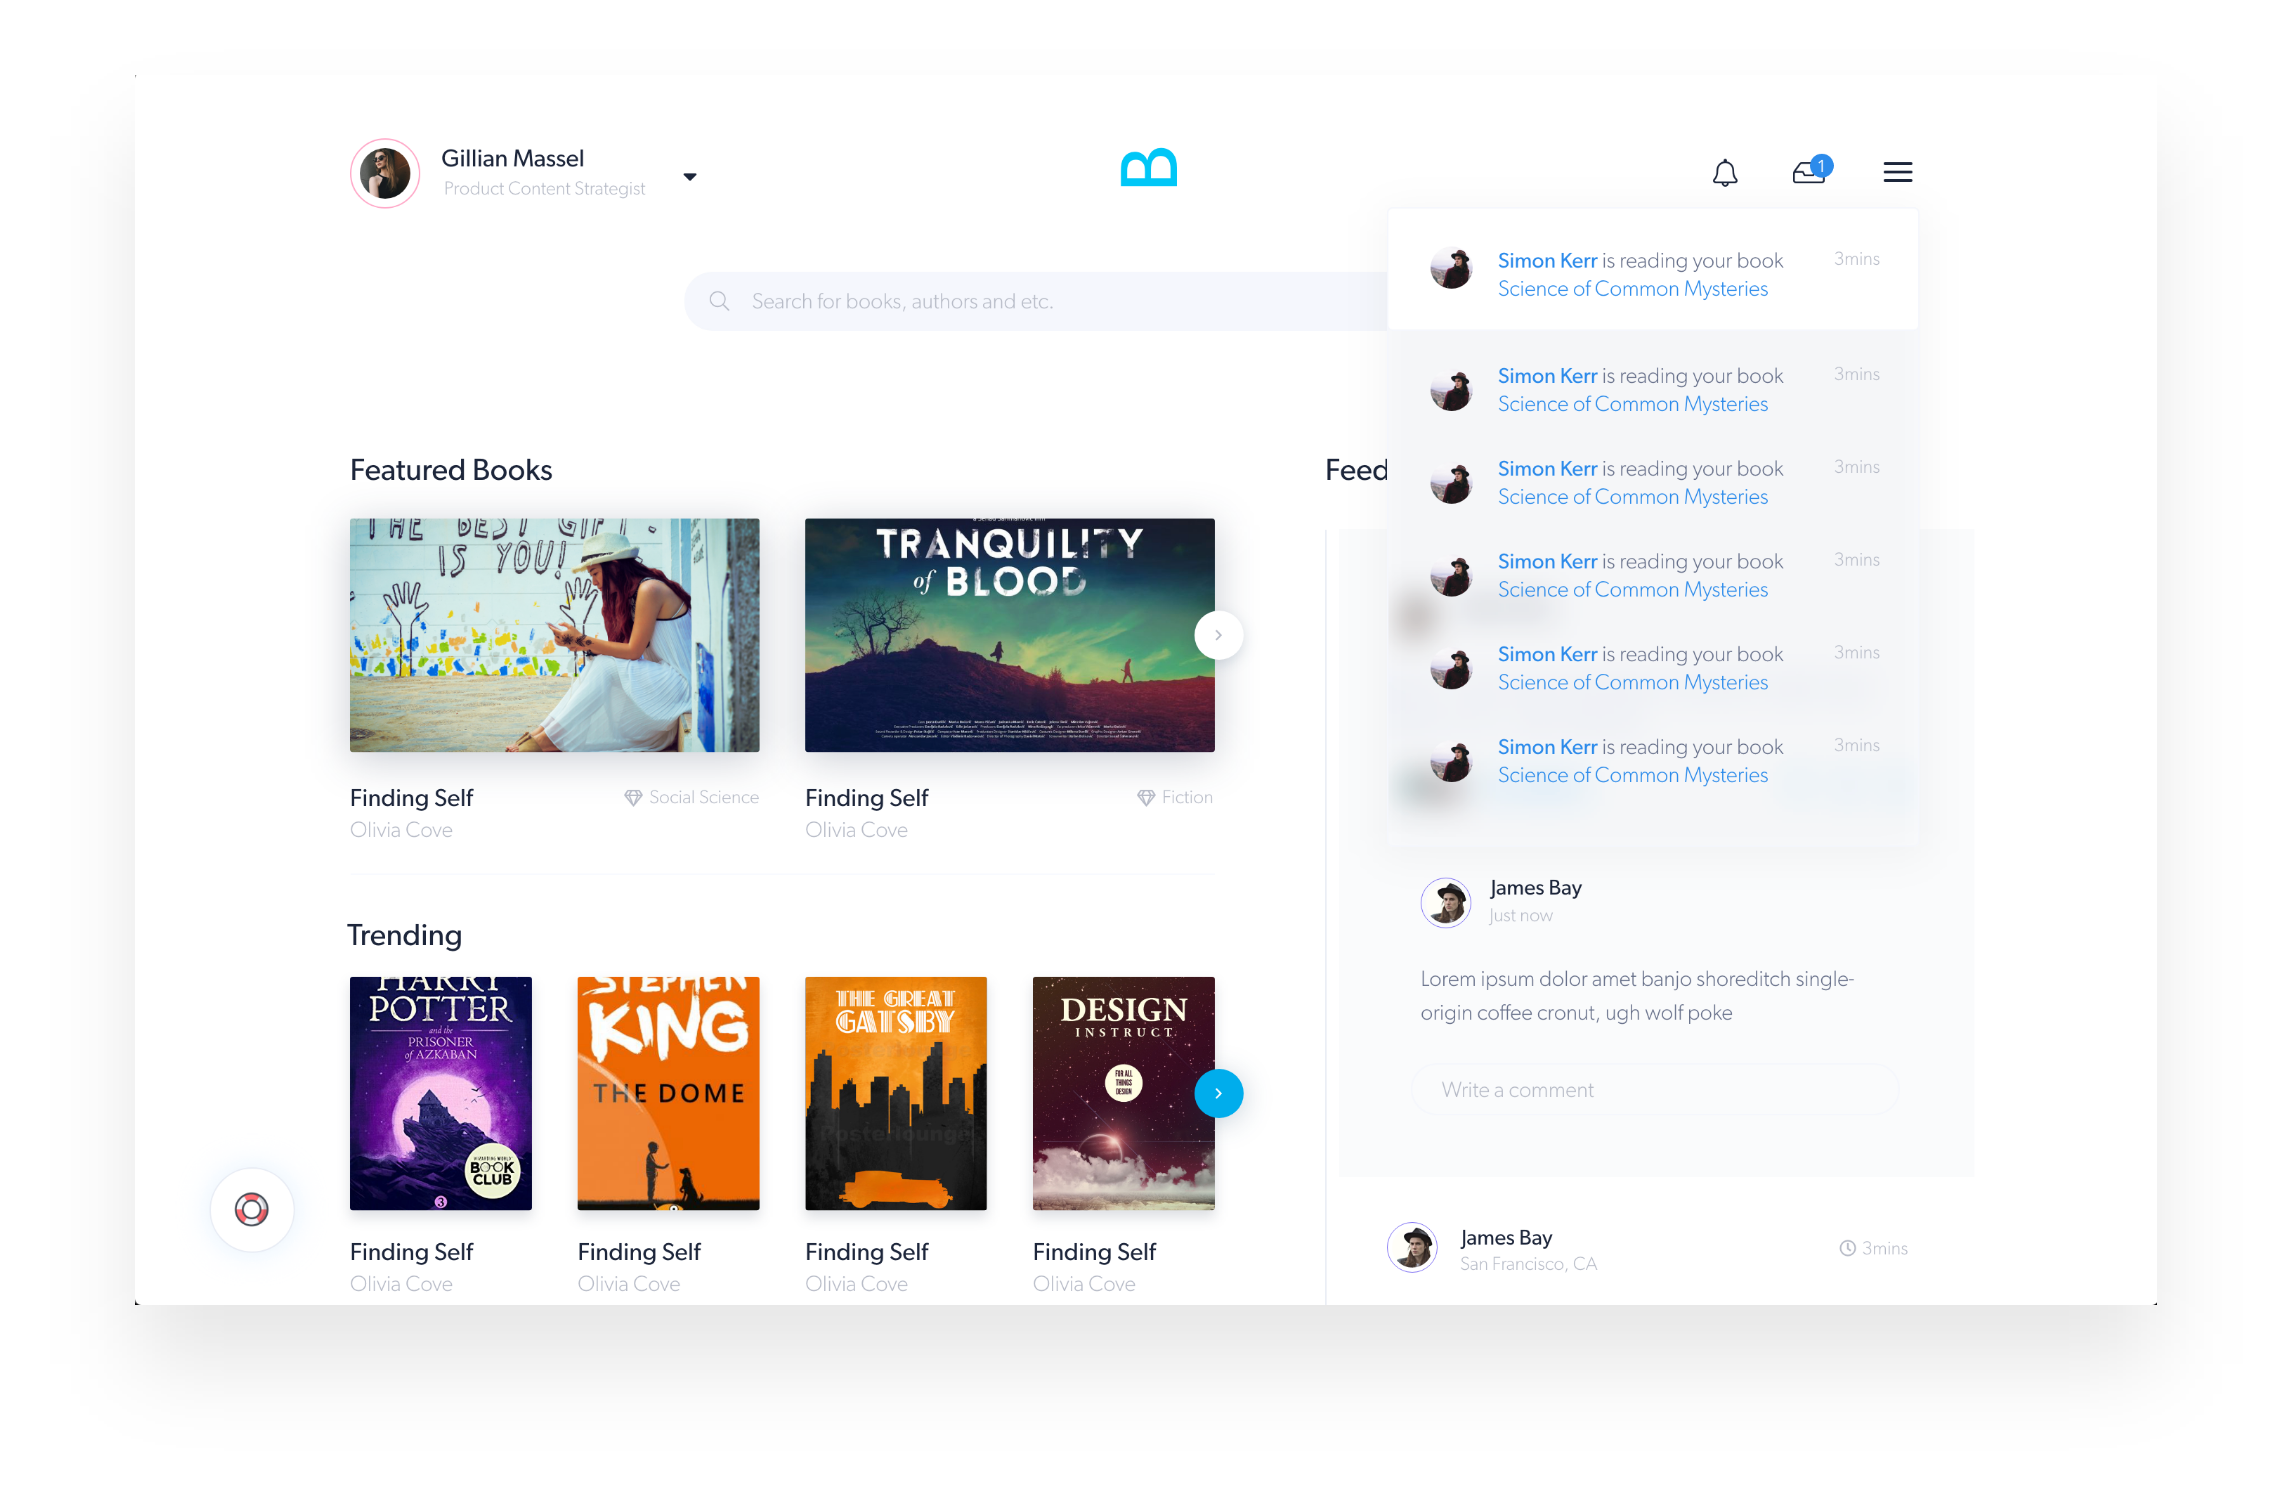 Gillian Massel
Product Content Strategist
B
1
Search for books, authors and etc.
Simon Kerr is reading your book
Science of Common Mysteries
3mins
Simon Kerr is reading your book
Science of Common Mysteries
3mins
Simon Kerr is reading your book
Science of Common Mysteries
3mins
Simon Kerr is reading your book
Science of Common Mysteries
3mins
Simon Kerr is reading your book
Science of Common Mysteries
3mins
Simon Kerr is reading your book
Science of Common Mysteries
3mins
Featured Books
THE BEST GIFT
IS YOU!
TRANQUILITY
of BLOOD
Finding Self
Social Science
Olivia Cove
Finding Self
Fiction
Olivia Cove
Trending
HARRY
POTTER
and the
PRISONER
of AZKABAN
WIZARDING WORLD
BOOK
CLUB
3
STEPHEN
KING
THE DOME
THE GREAT
GATSBY
Posterlounge
DESIGN
INSTRUCT.
FOR ALL
THINGS
DESIGN
Finding Self
Olivia Cove
Finding Self
Olivia Cove
Finding Self
Olivia Cove
Finding Self
Olivia Cove
Feed
James Bay
Just now
Lorem ipsum dolor amet banjo shoreditch single-
origin coffee cronut, ugh wolf poke
Write a comment
James Bay
San Francisco, CA
3mins